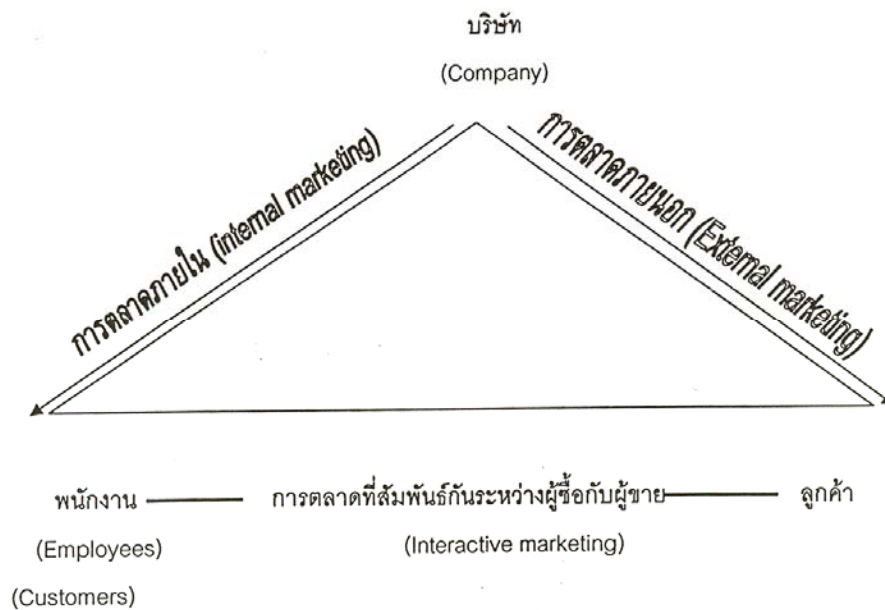 บริษัท
(Company)
การตลาดภายใน (internal marketing)
การตลาดภายนอก (External marketing)
พนักงาน การตลาดที่สัมพันธ์กันระหว่างผู้ซื้อกับผู้ขาย ลูกค้า
(Employees) (Interactive marketing)
(Customers)